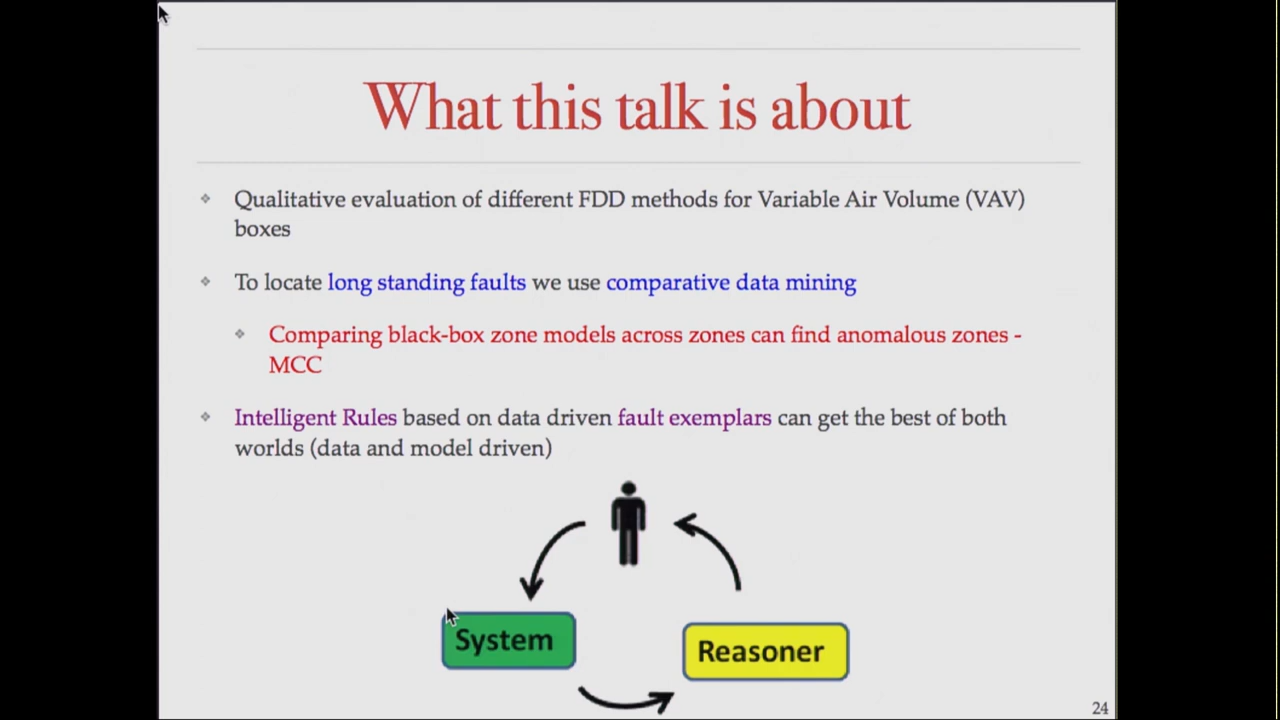 What this talk is about
Qualitative evaluation of different FDD methods for Variable Air Volume (VAV)
boxes
To locate long standing faults we use comparative data mining
Comparing black-box zone models across zones can find anomalous zones -
MCC
Intelligent Rules based on data driven fault exemplars can get the best of both
worlds (data and model driven)
System
Reasoner
24